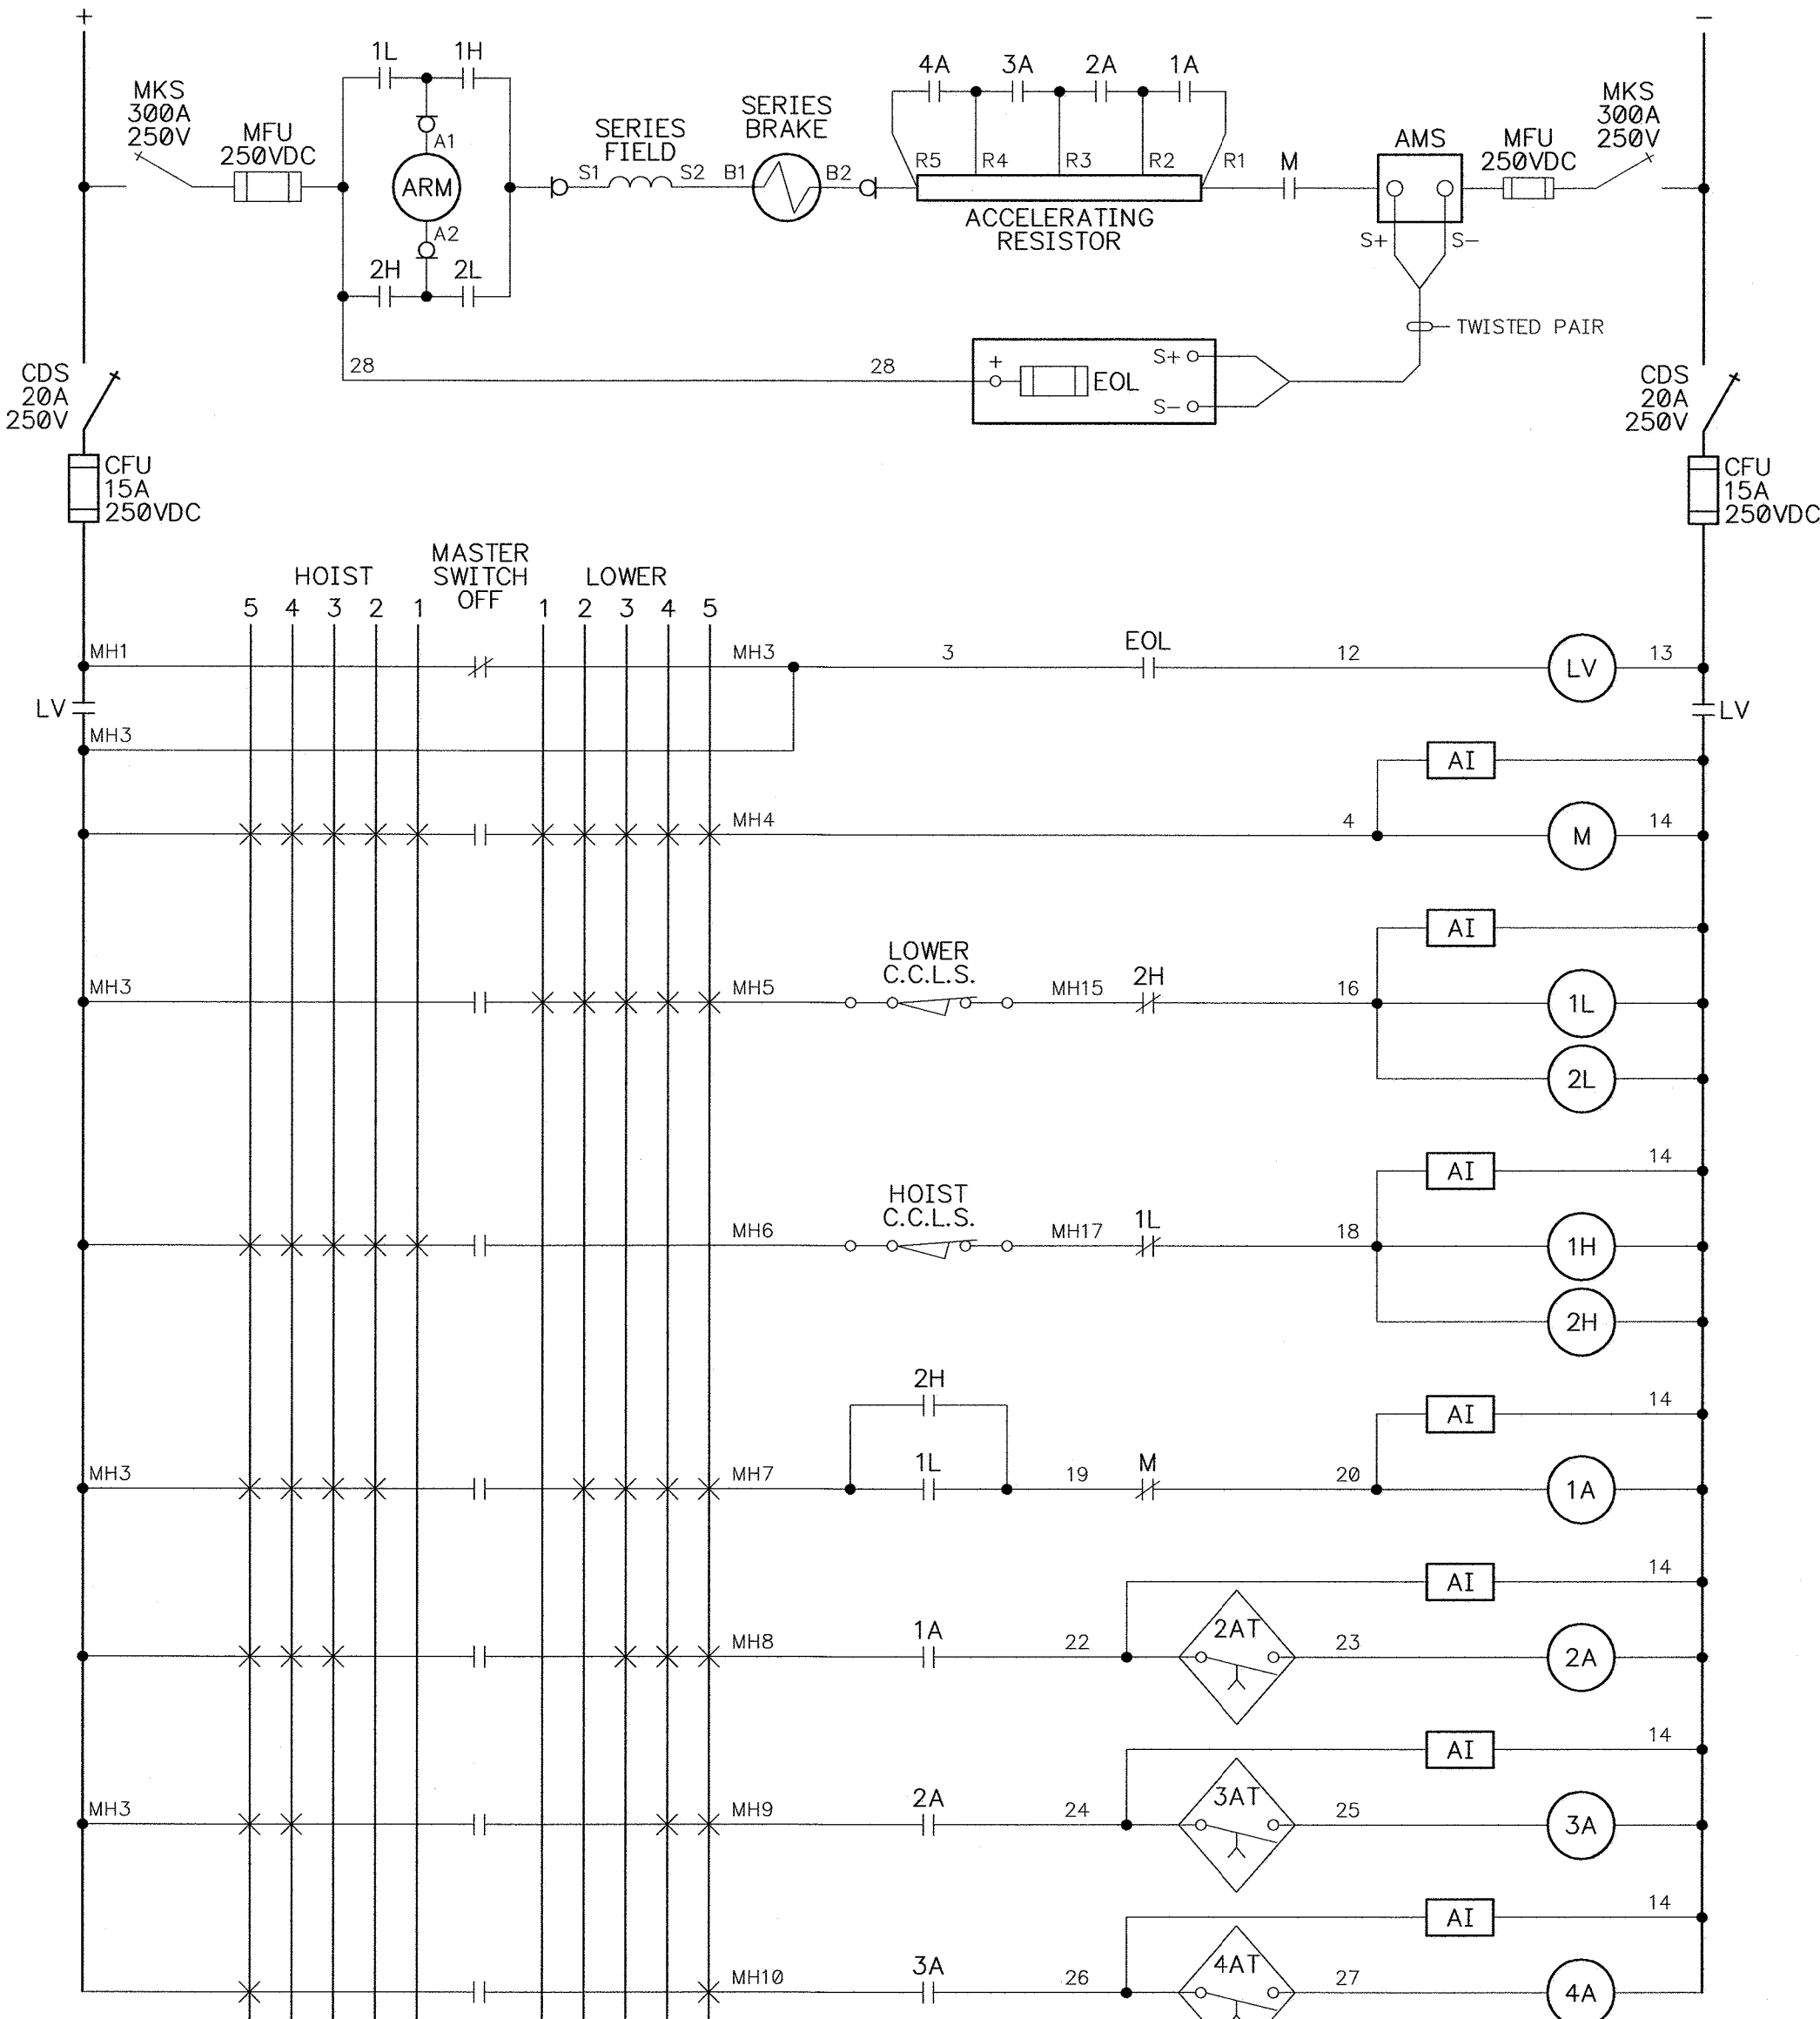 +
−
1L 1H
4A 3A 2A 1A
MKS
300A
250V
MFU
250VDC
A1
ARM
A2
2H 2L
SERIES
FIELD
S1 S2
SERIES
BRAKE
B1 B2
R5 R4 R3 R2 R1
ACCELERATING
RESISTOR
M
AMS
S+ S−
MFU
250VDC
MKS
300A
250V
TWISTED PAIR
28 28
+ EOL
S+
S−
CDS
20A
250V
CFU
15A
250VDC
CDS
20A
250V
CFU
15A
250VDC
HOIST
MASTER
SWITCH
OFF
LOWER
5 4 3 2 1 1 2 3 4 5
MH1 MH3 3 EOL 12 LV 13
LV LV
MH3
AI
MH4 4 M 14
AI
LOWER
C.C.L.S.
MH3 MH5 MH15 2H 16 1L
2L
AI 14
HOIST
C.C.L.S.
MH6 MH17 1L 18 1H
2H
2H
AI 14
MH3 MH7 1L 19 M 20 1A
AI 14
MH8 1A 22 2AT 23 2A
AI 14
MH3 MH9 2A 24 3AT 25 3A
AI 14
MH10 3A 26 4AT 27 4A